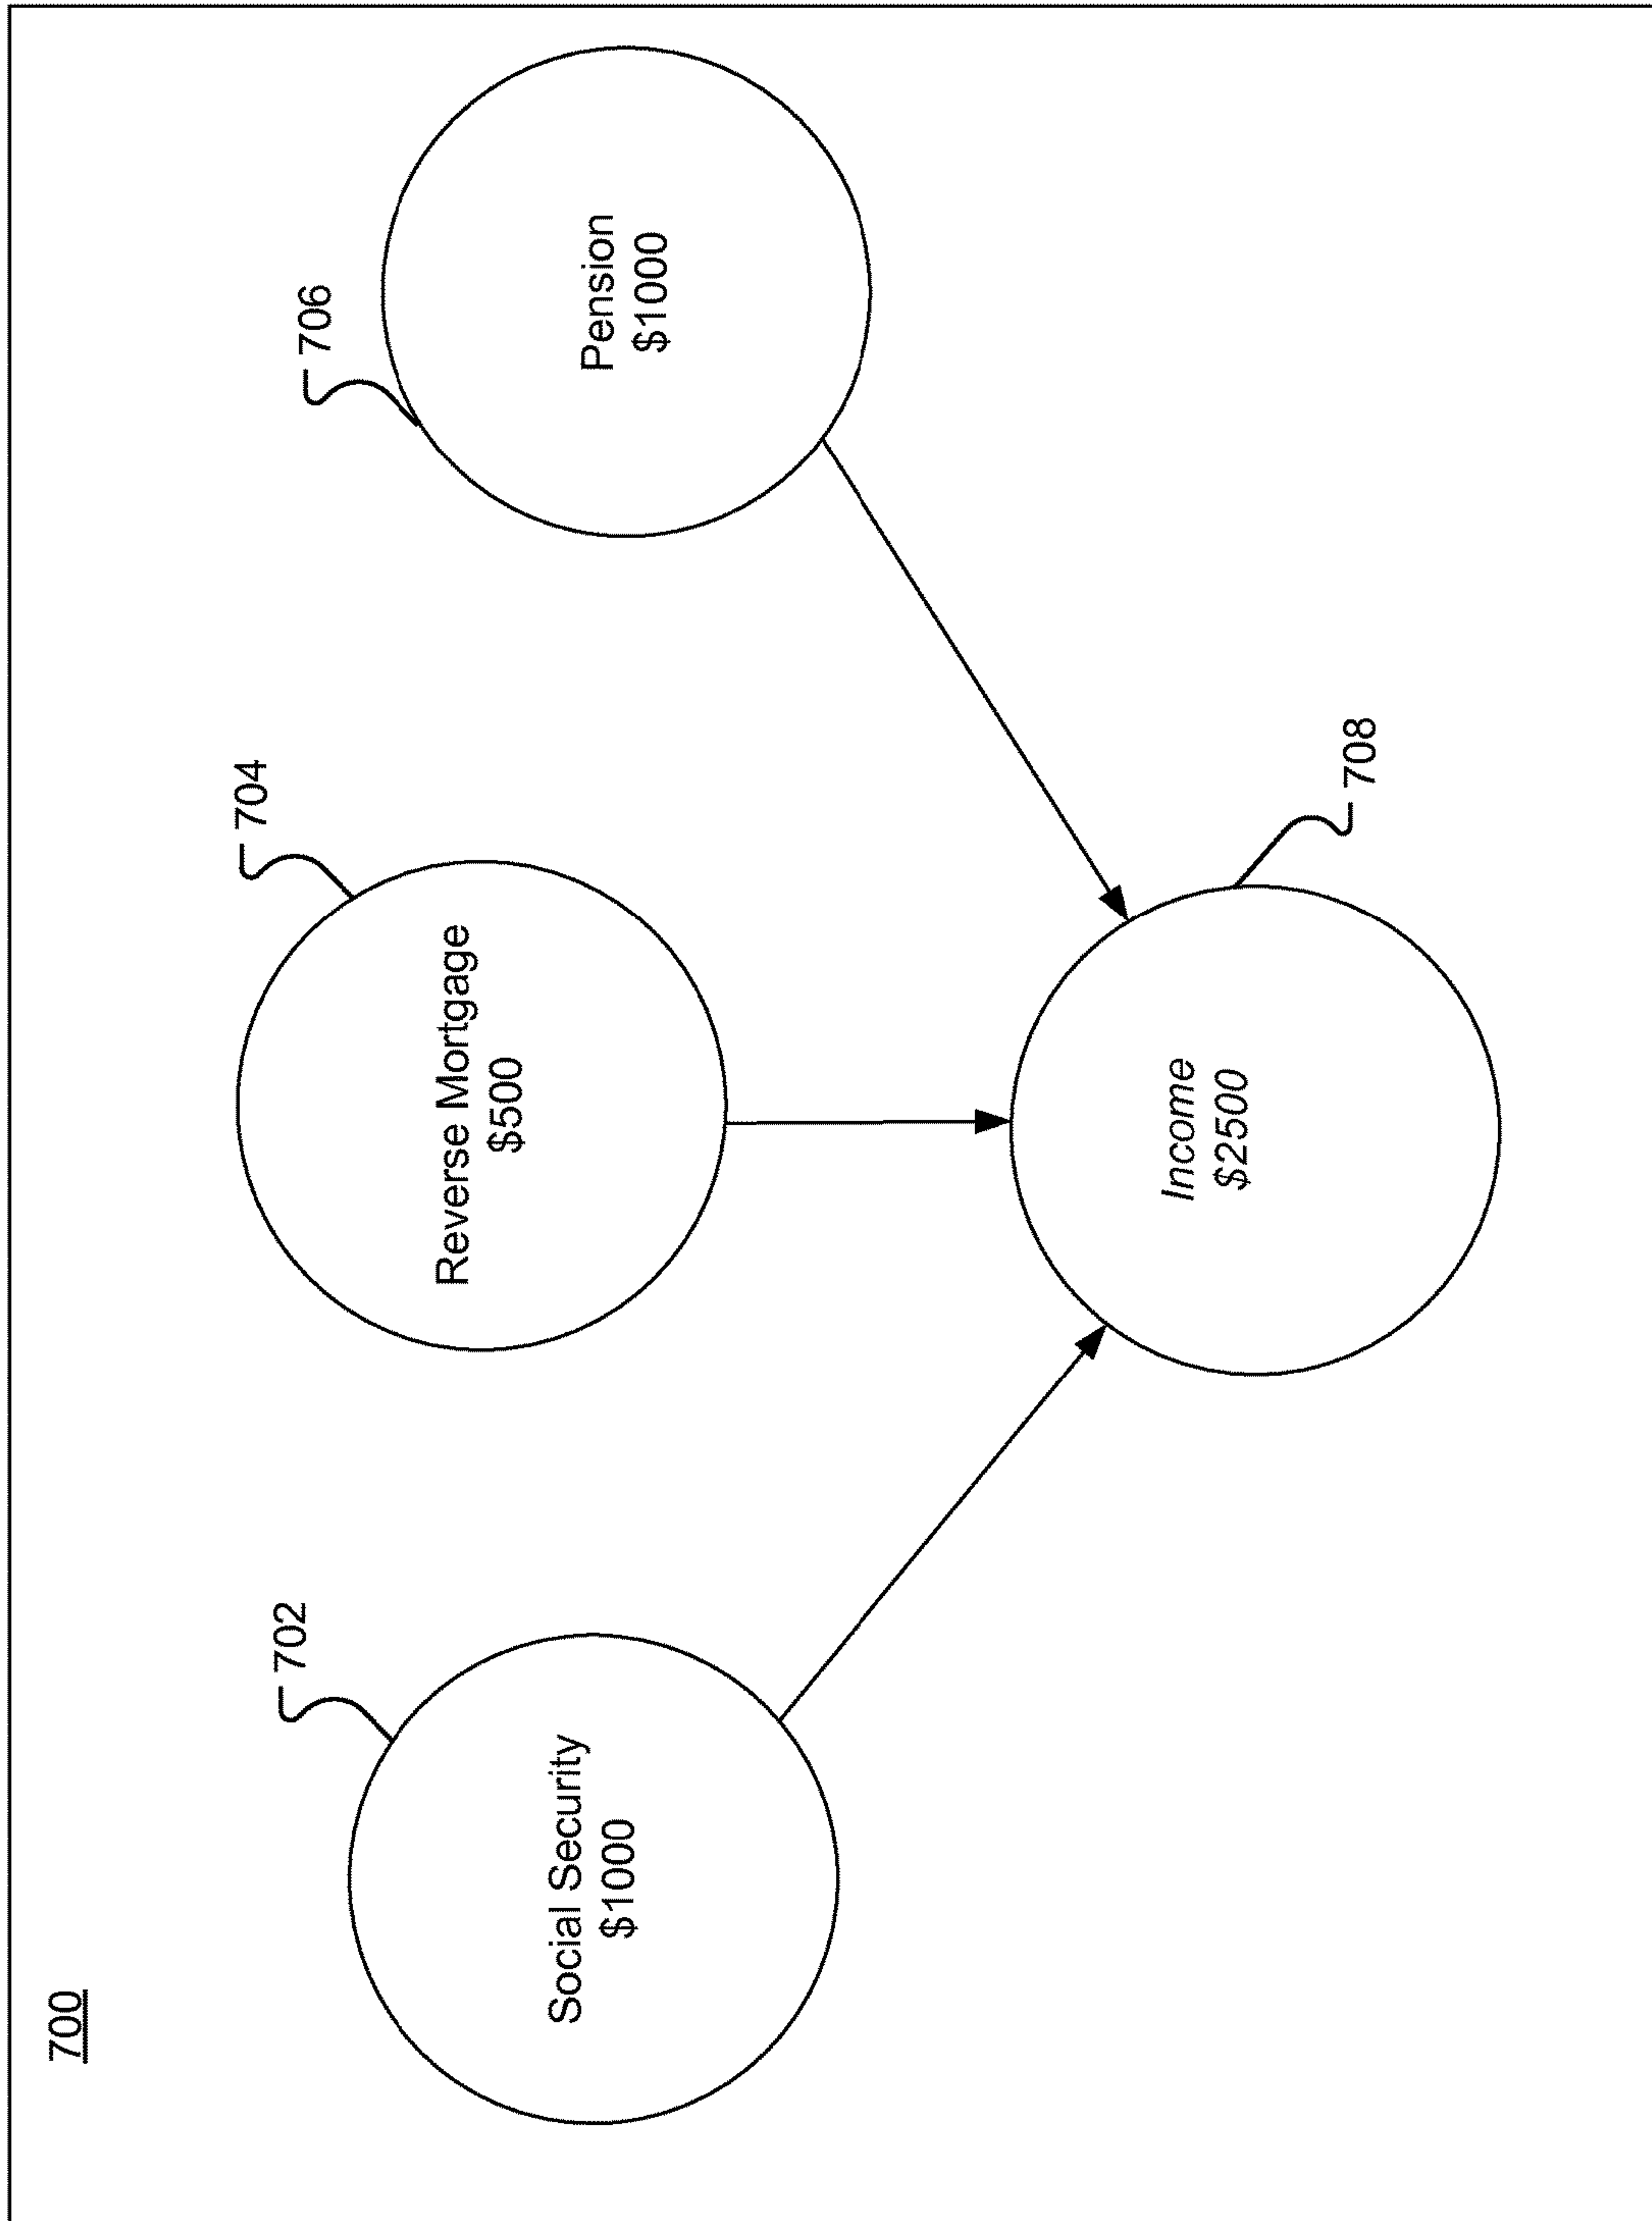 700
702
Social Security
$1000
704
Reverse Mortgage
$500
706
Pension
$1000
708
Income
$2500